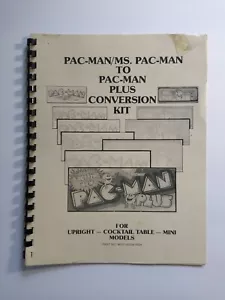 PAC-MAN/MS. PAC-MAN
TO
PAC-MAN
PLUS
CONVERSION
KIT
PAC-MAN
PLUS
FOR
UPRIGHT — COCKTAIL TABLE — MINI
MODELS
1